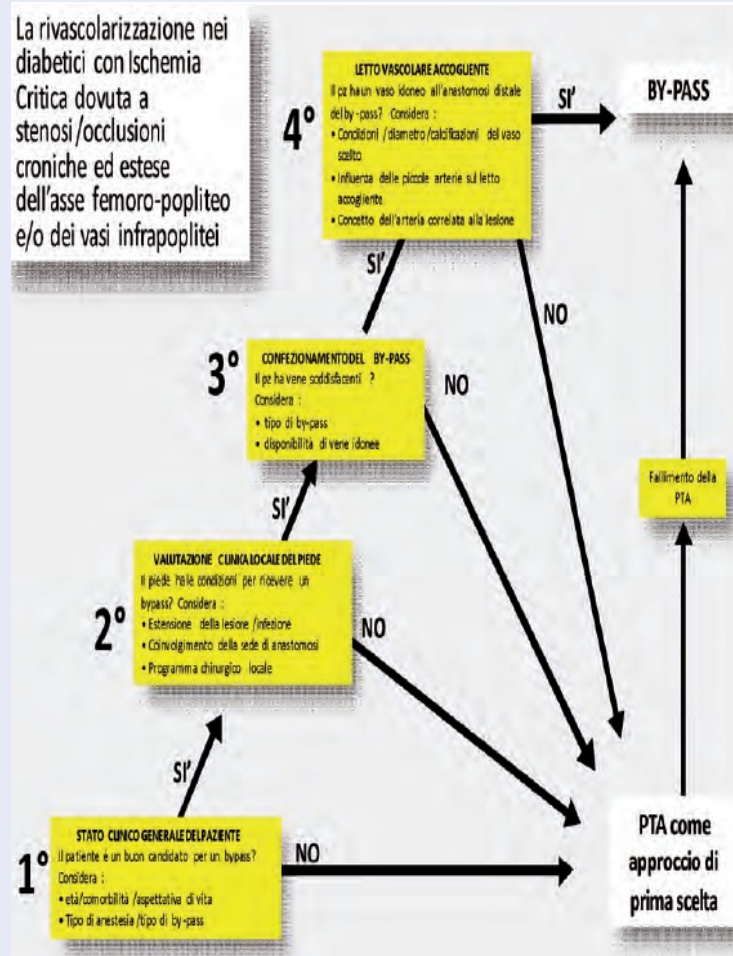 La rivascolarizzazione nei
diabetici con Ischemia
Critica dovuta a
stenosi/occlusioni
croniche ed estese
dell'asse femoro-popliteo
e/o dei vasi infrapoplitei
4°
LETTO VASCOLARE ACCOGLIENTE
Il pz ha un vaso idoneo all'anastomosi distale
del by-pass? Considera :
• Condizioni /diametro /calcificazioni del vaso
scelto
• Influenza delle piccole arterie sul letto
accogliente
• Concetto dell'arteria correlata alla lesione
SI'
BY-PASS
SI'
NO
3°
CONFEZIONAMENTO DEL BY-PASS
Il pz ha vene soddisfacenti ?
Considera :
• tipo di by-pass
• disponibilità di vene idonee
NO
Fallimento della
PTA
SI'
2°
VALUTAZIONE CLINICA LOCALE DEL PIEDE
Il piede ha le condizioni per ricevere un
bypass? Considera :
• Estensione della lesione /infezione
• Coinvolgimento della sede di anastomosi
• Programma chirurgico locale
NO
SI'
1°
STATO CLINICO GENERALE DEL PAZIENTE
Il patiente è un buon candidato per un bypass?
Considera :
• età/comorbilità /aspettativa di vita
• Tipo di anestesia /tipo di by-pass
NO
PTA come
approccio di
prima scelta